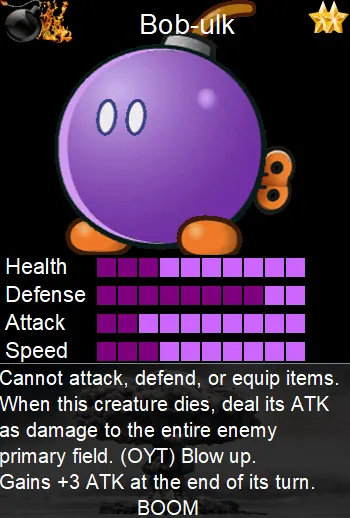 Bob-ulk
Health
Defense
Attack
Speed
Cannot attack, defend, or equip items.
When this creature dies, deal its ATK
as damage to the entire enemy
primary field. (OYT) Blow up.
Gains +3 ATK at the end of its turn.
BOOM